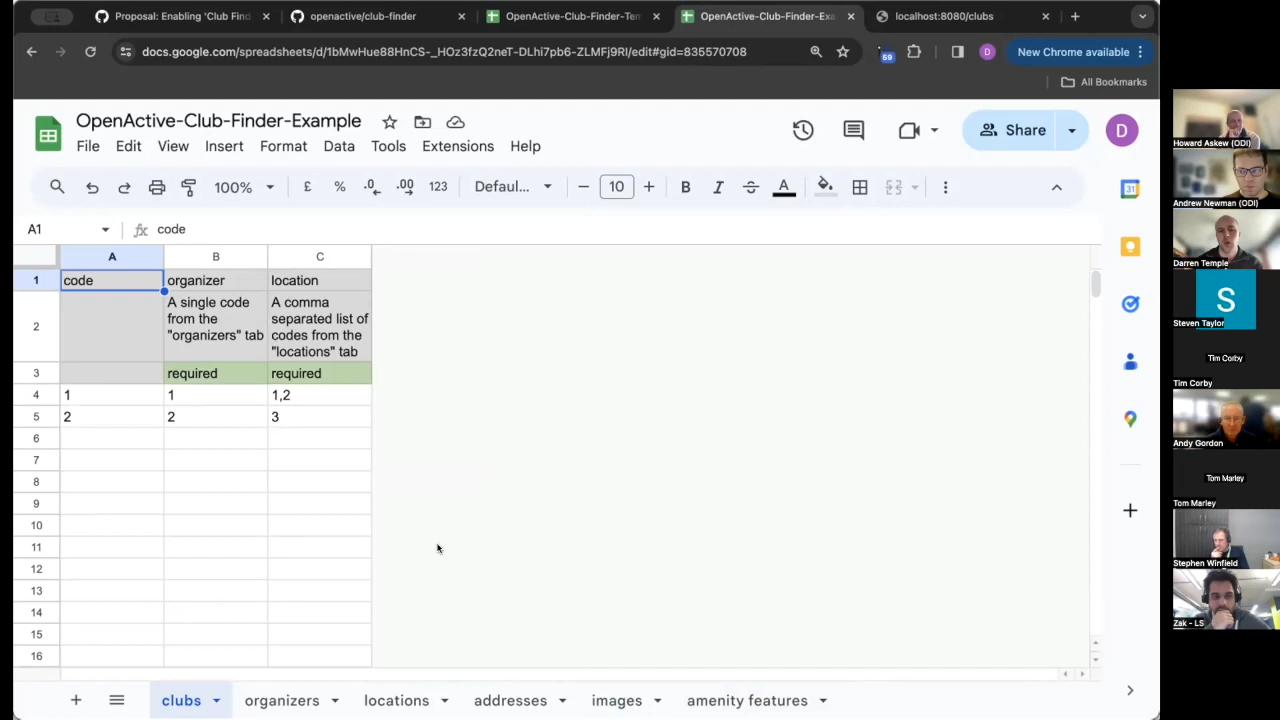 Proposal: Enabling 'Club Find
openactive/club-finder
OpenActive-Club-Finder-Tem
OpenActive-Club-Finder-Exa
localhost:8080/clubs
docs.google.com/spreadsheets/d/1bMwHue88HnCS-_HOz3fzQ2neT-DLhi7pb6-ZLMFj9RI/edit#gid=835570708
59
D
New Chrome available
All Bookmarks
OpenActive-Club-Finder-Example
Share
D
File Edit View Insert Format Data Tools Extensions Help
100% £ % .0 .00 123 Defaul... 10 B I S A
31
A1 fx code
A B C
1 code organizer location
2 A single code from the "organizers" tab A comma separated list of codes from the "locations" tab
3 required required
4 1 1 1,2
5 2 2 3
6
7
8
9
10
11
12
13
14
15
16
clubs organizers locations addresses images amenity features
Howard Askew (ODI)
Andrew Newman (ODI)
Darren Temple
S
Steven Taylor
Tim Corby
Tim Corby
Andy Gordon
Tom Marley
Tom Marley
Stephen Winfield
Zak - LS